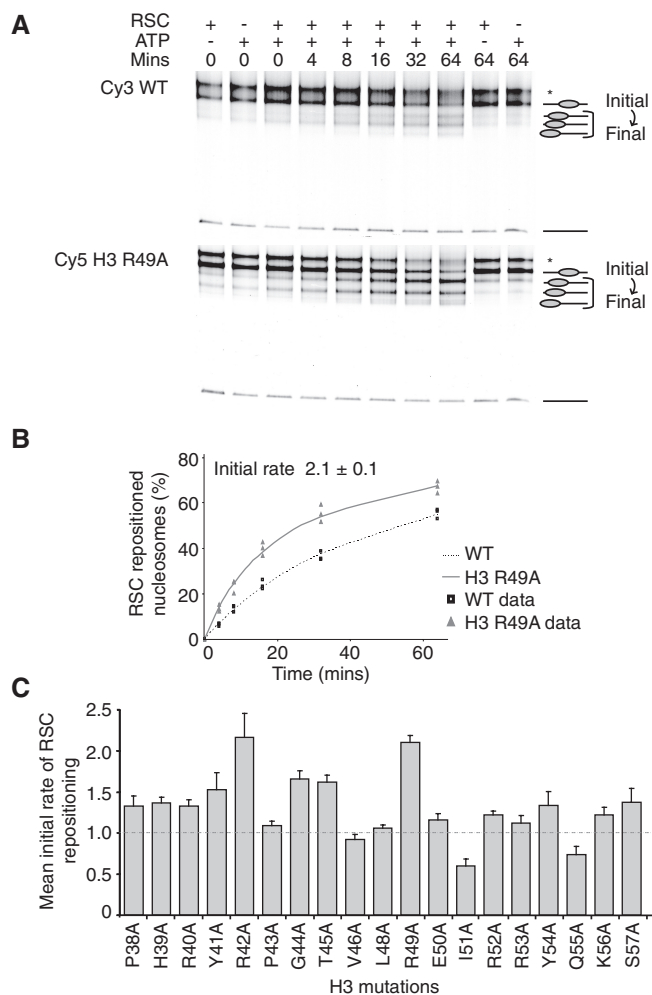 A
RSC + - + + + + + + + -
ATP - + + + + + + + - +
Mins 0 0 0 4 8 16 32 64 64 64
Cy3 WT
* Initial
Final
Cy5 H3 R49A
* Initial
Final
B
RSC repositioned nucleosomes (%)
80
60
40
20
0
Initial rate 2.1 ± 0.1
0 20 40 60
Time (mins)
WT
H3 R49A
WT data
H3 R49A data
C
Mean initial rate of RSC repositioning
2.5
2.0
1.5
1.0
0.5
0
P38A H39A R40A Y41A R42A P43A G44A T45A V46A L48A R49A E50A I51A R52A R53A Y54A Q55A K56A S57A
H3 mutations